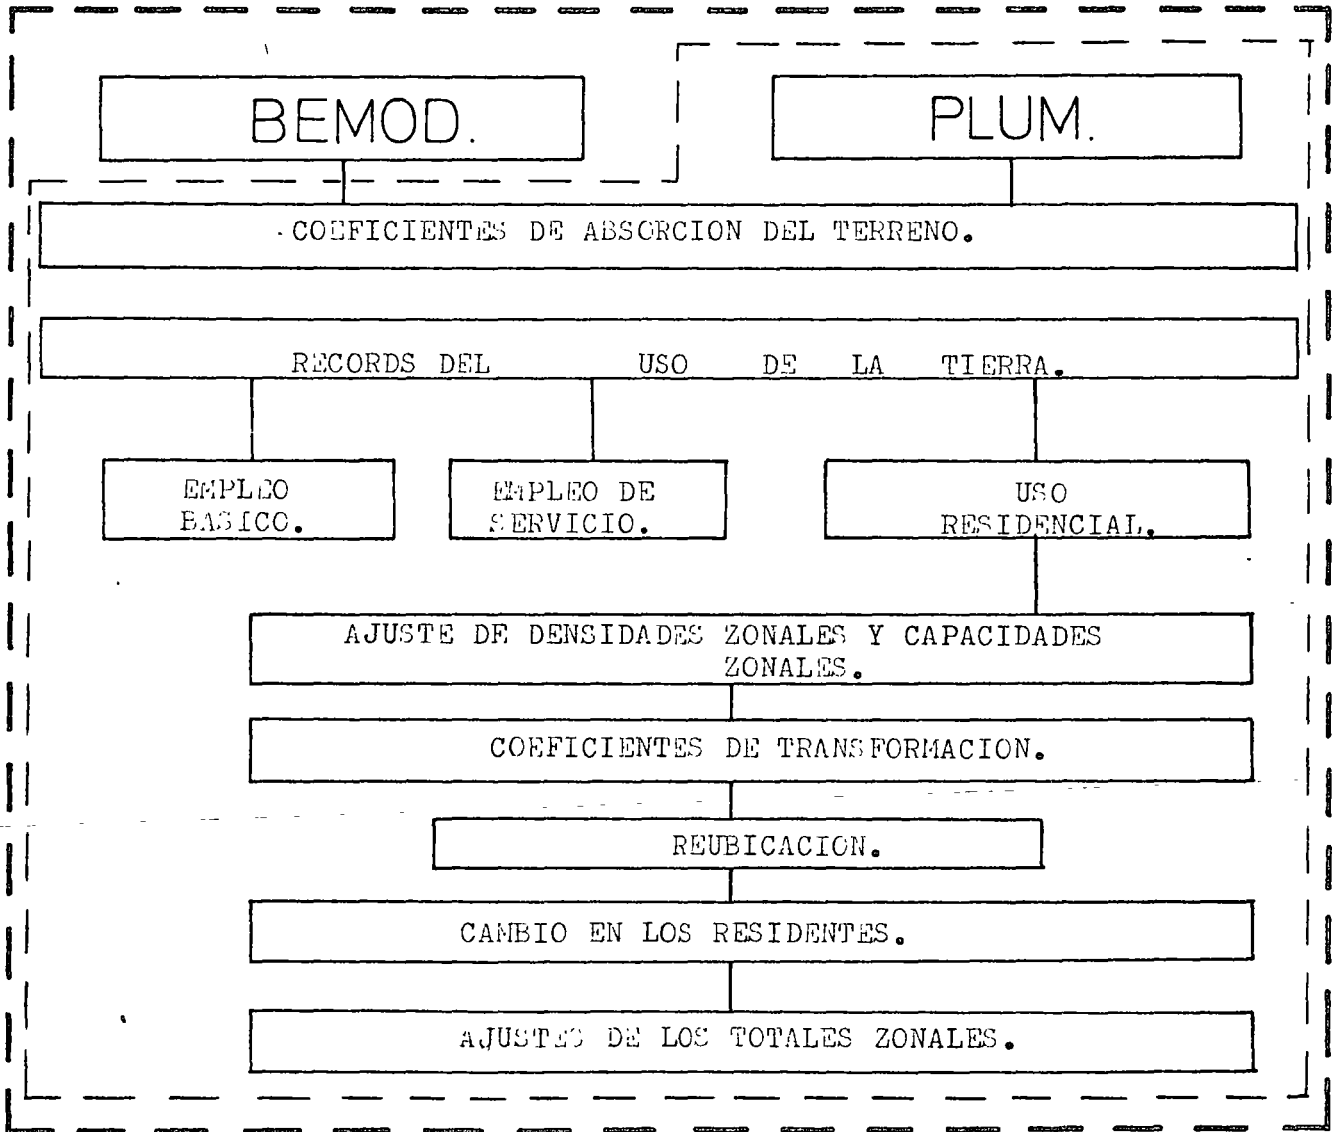 BEMOD.
PLUM.
COEFICIENTES DE ABSORCION DEL TERRENO.
RECORDS DEL USO DE LA TIERRA.
EMPLEO
BASICO.
EMPLEO DE
SERVICIO.
USO
RESIDENCIAL.
AJUSTE DE DENSIDADES ZONALES Y CAPACIDADES
ZONALES.
COEFICIENTES DE TRANSFORMACION.
REUBICACION.
CAMBIO EN LOS RESIDENTES.
AJUSTES DE LOS TOTALES ZONALES.